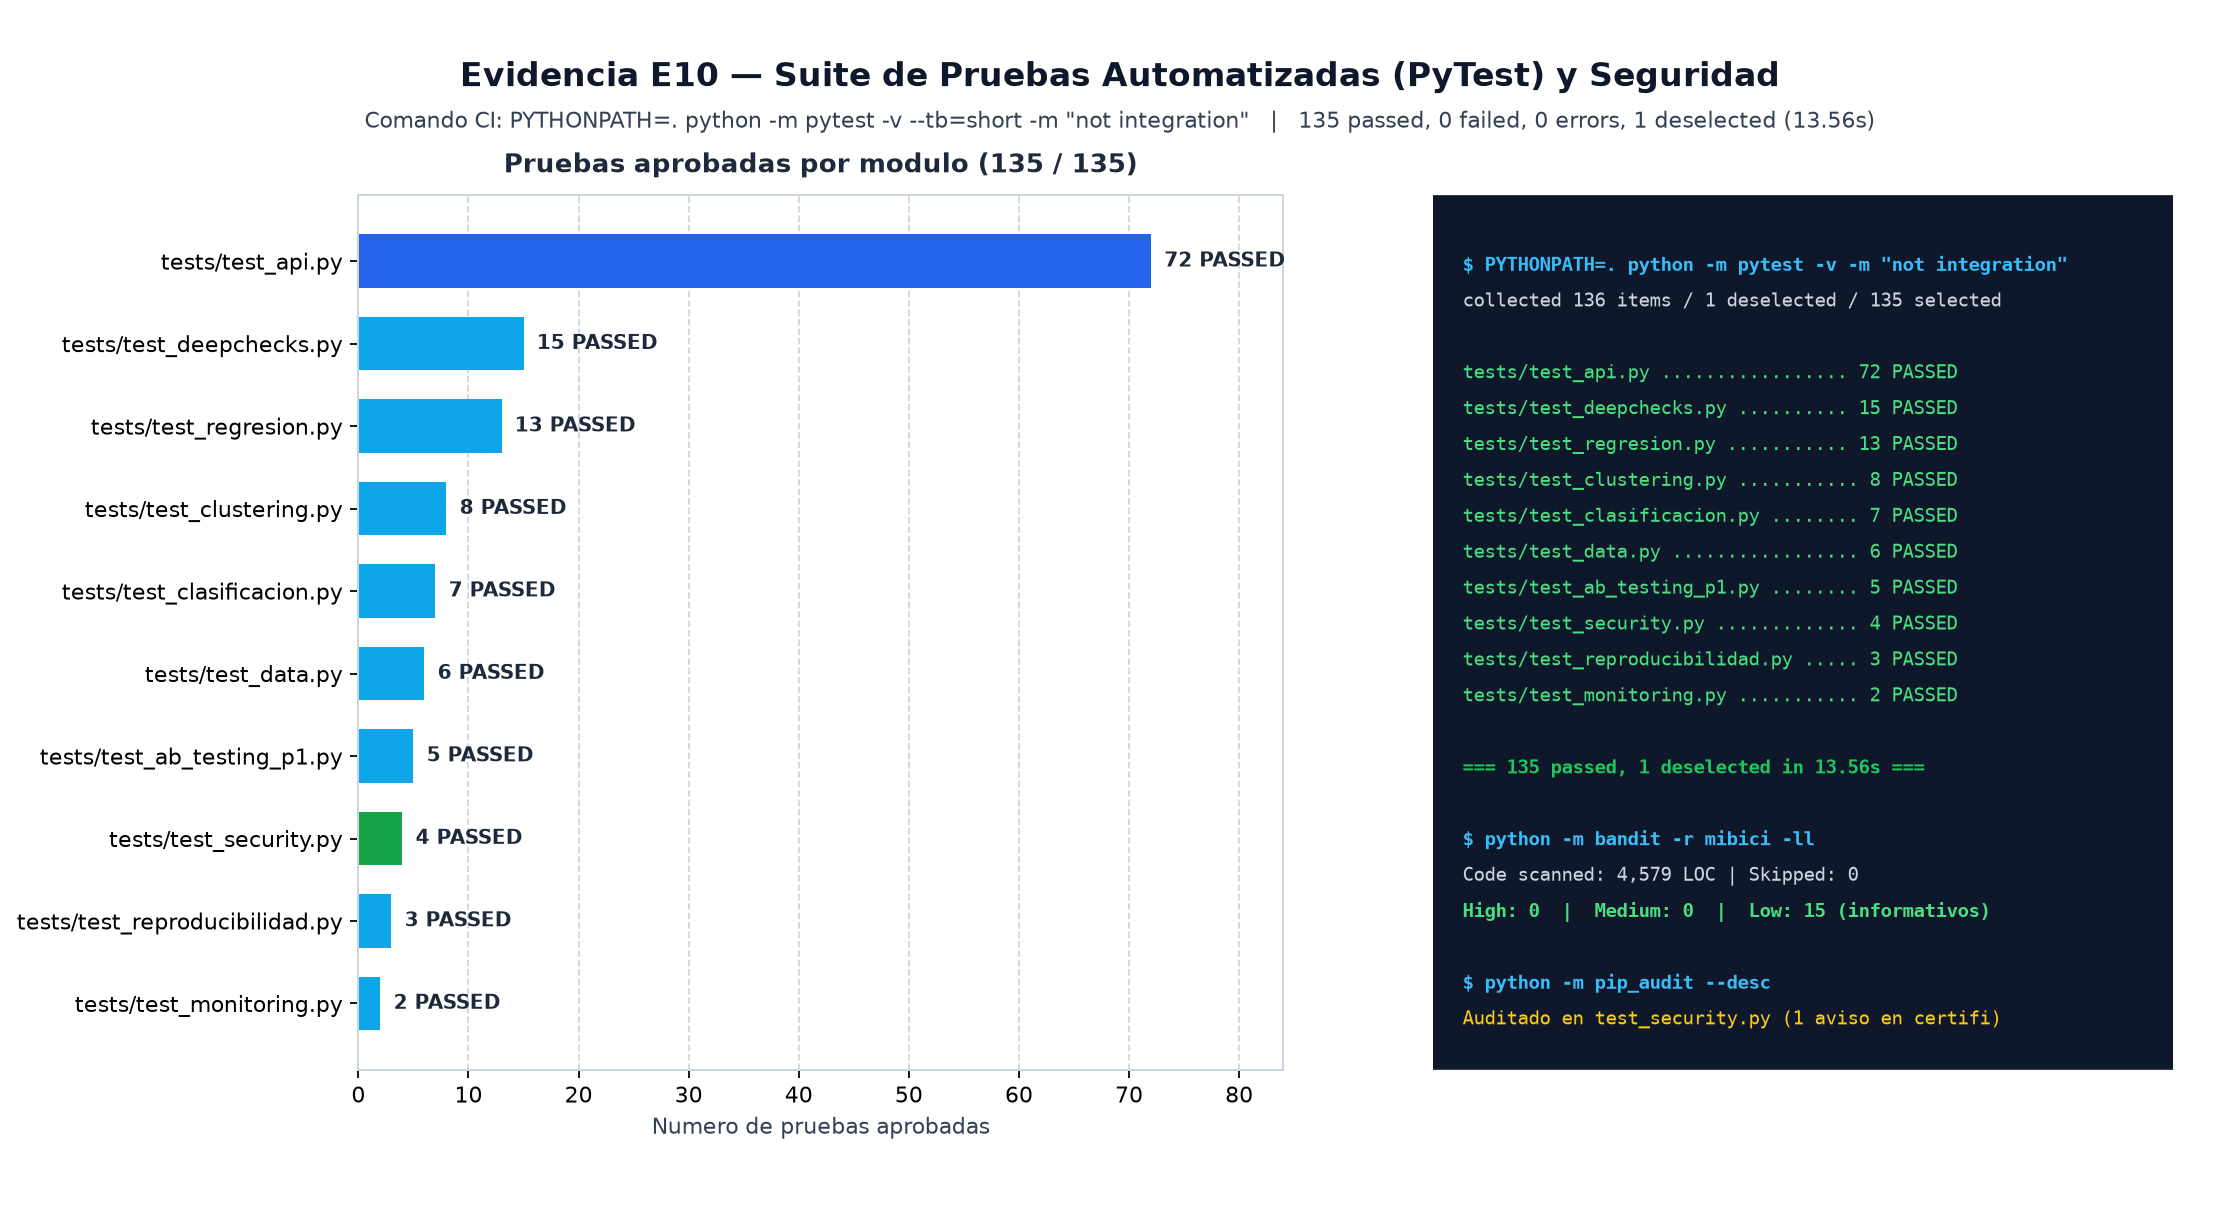 Evidencia E10 — Suite de Pruebas Automatizadas (PyTest) y Seguridad
Comando CI: PYTHONPATH=. python -m pytest -v --tb=short -m "not integration"   |   135 passed, 0 failed, 0 errors, 1 deselected (13.56s)
Pruebas aprobadas por modulo (135 / 135)
tests/test_api.py 72 PASSED
tests/test_deepchecks.py 15 PASSED
tests/test_regresion.py 13 PASSED
tests/test_clustering.py 8 PASSED
tests/test_clasificacion.py 7 PASSED
tests/test_data.py 6 PASSED
tests/test_ab_testing_p1.py 5 PASSED
tests/test_security.py 4 PASSED
tests/test_reproducibilidad.py 3 PASSED
tests/test_monitoring.py 2 PASSED
0 10 20 30 40 50 60 70 80
Numero de pruebas aprobadas
$ PYTHONPATH=. python -m pytest -v -m "not integration"
collected 136 items / 1 deselected / 135 selected
tests/test_api.py ................. 72 PASSED
tests/test_deepchecks.py .......... 15 PASSED
tests/test_regresion.py ........... 13 PASSED
tests/test_clustering.py ........... 8 PASSED
tests/test_clasificacion.py ........ 7 PASSED
tests/test_data.py ................. 6 PASSED
tests/test_ab_testing_p1.py ........ 5 PASSED
tests/test_security.py ............. 4 PASSED
tests/test_reproducibilidad.py ..... 3 PASSED
tests/test_monitoring.py ........... 2 PASSED
=== 135 passed, 1 deselected in 13.56s ===
$ python -m bandit -r mibici -ll
Code scanned: 4,579 LOC | Skipped: 0
High: 0  |  Medium: 0  |  Low: 15 (informativos)
$ python -m pip_audit --desc
Auditado en test_security.py (1 aviso en certifi)